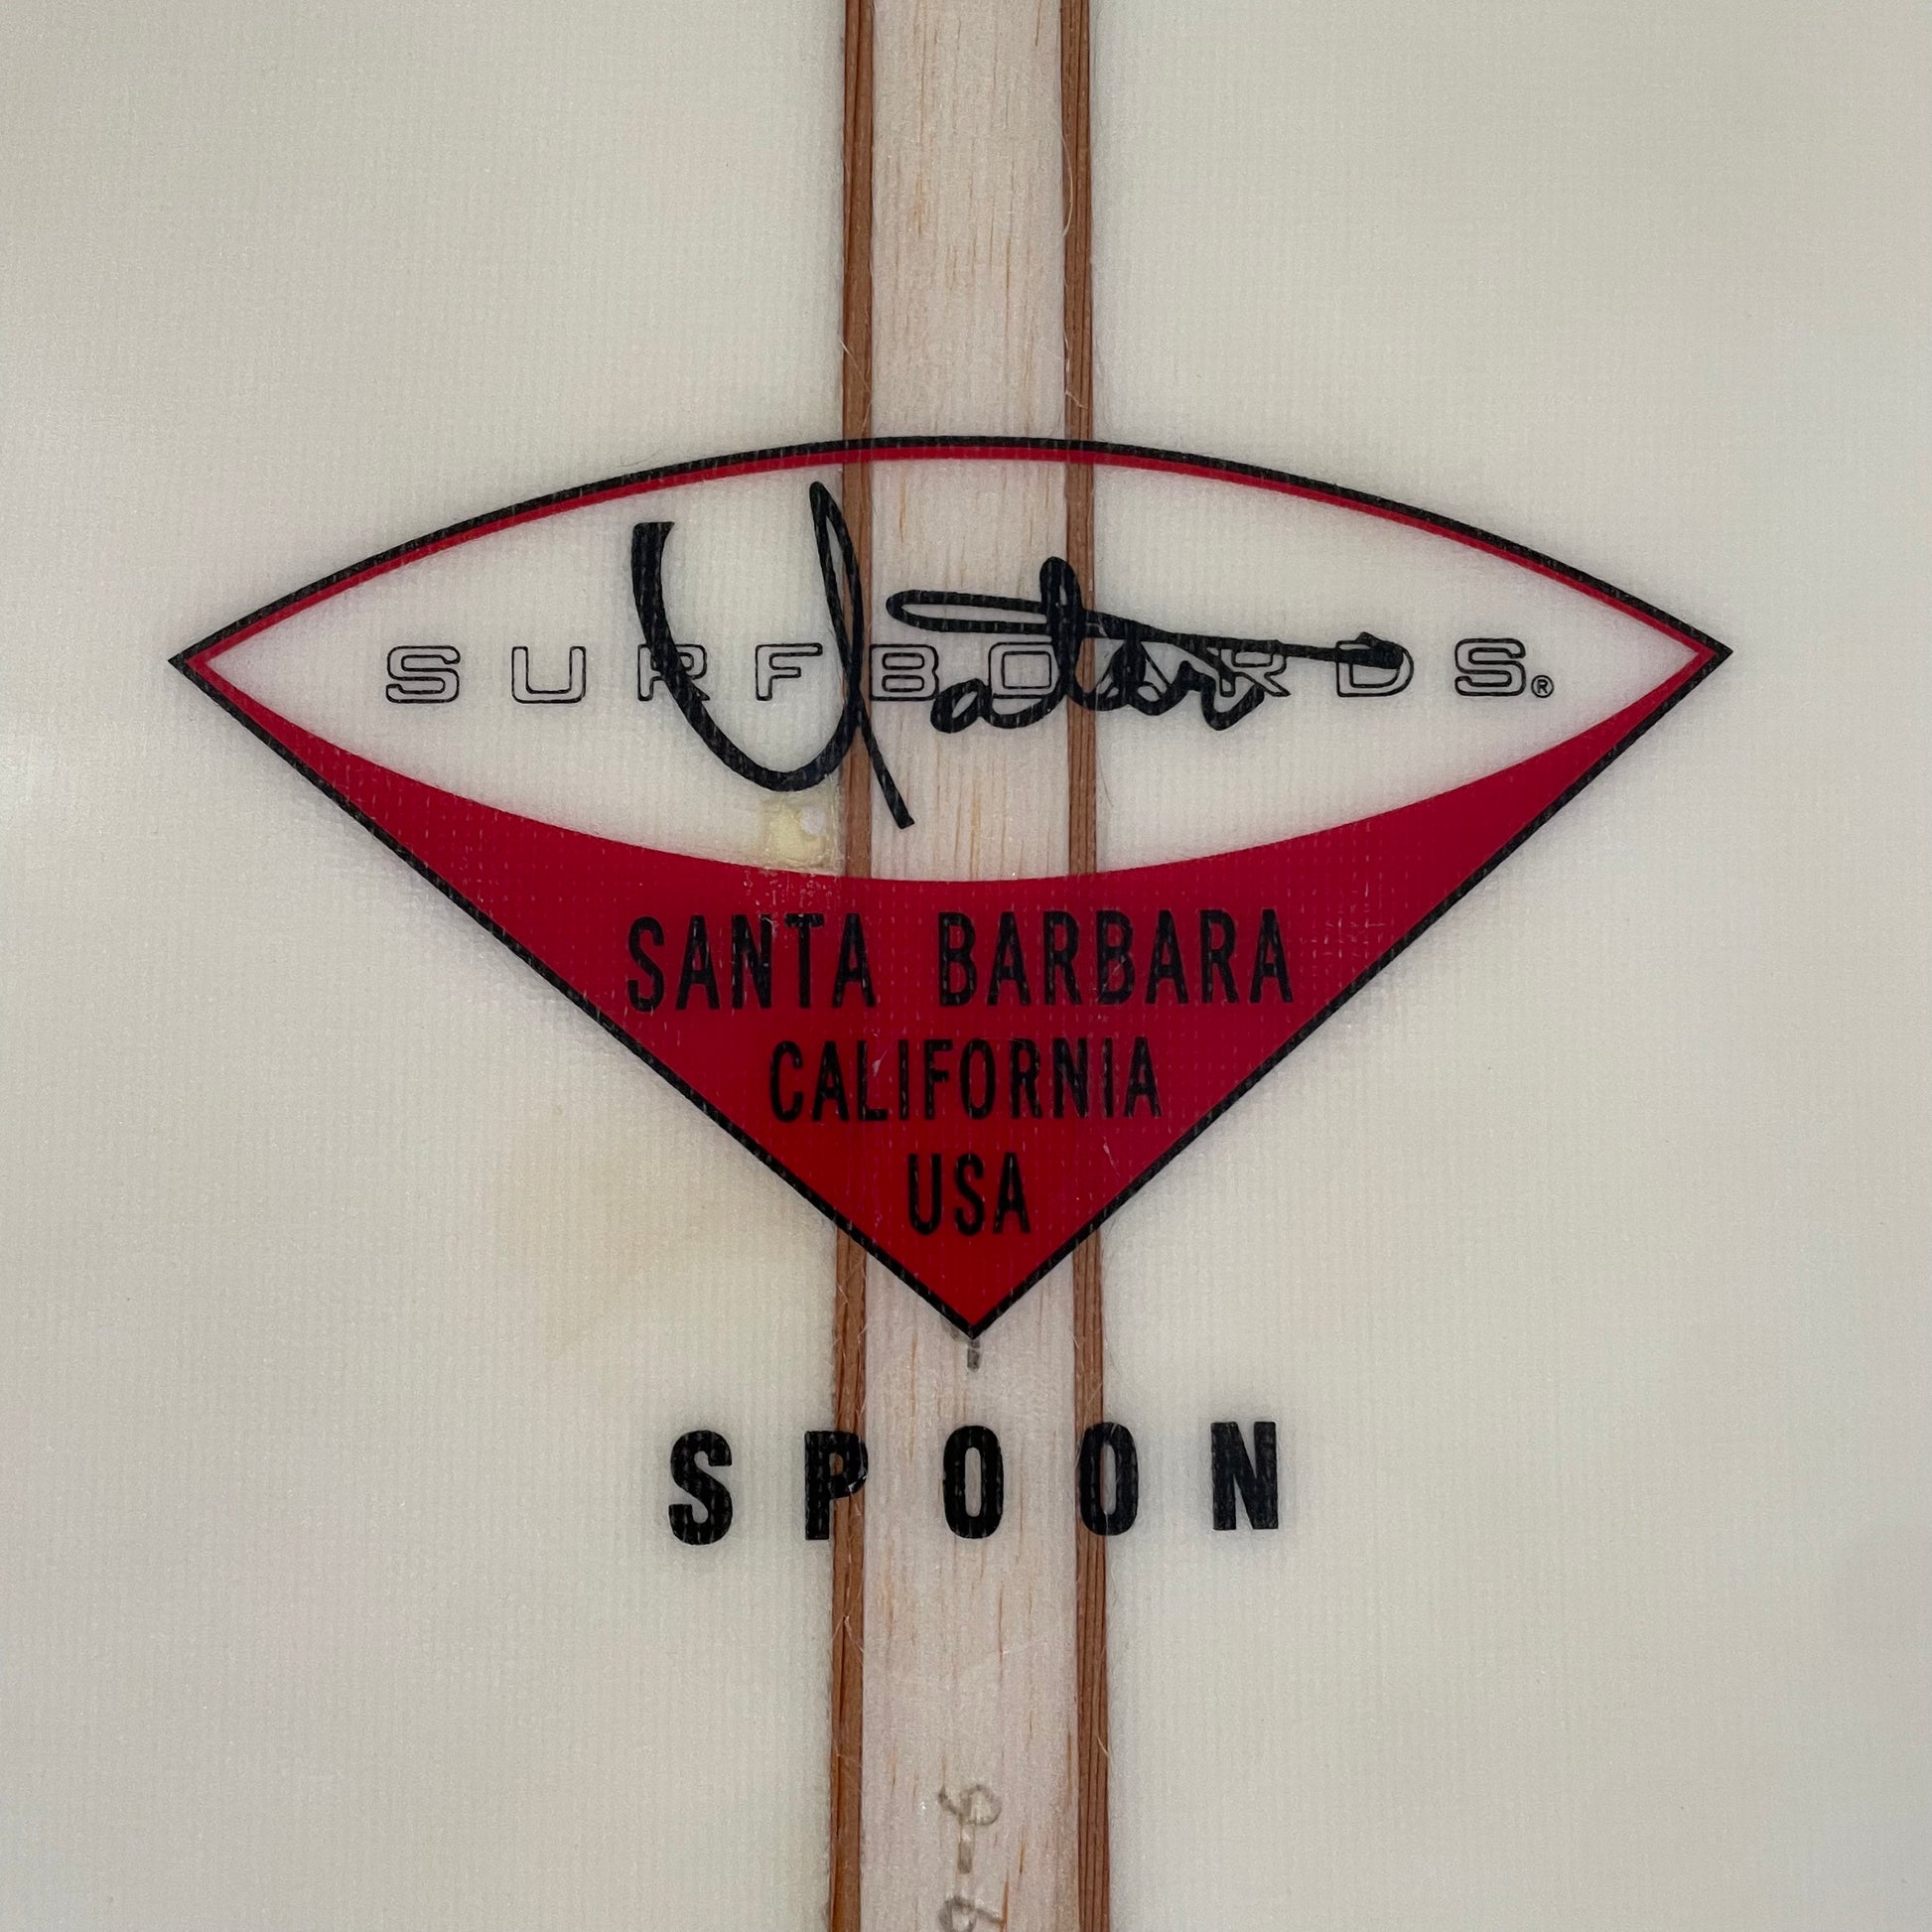 Yater
SURFBOARDS®
SANTA BARBARA
CALIFORNIA
USA
SPOON